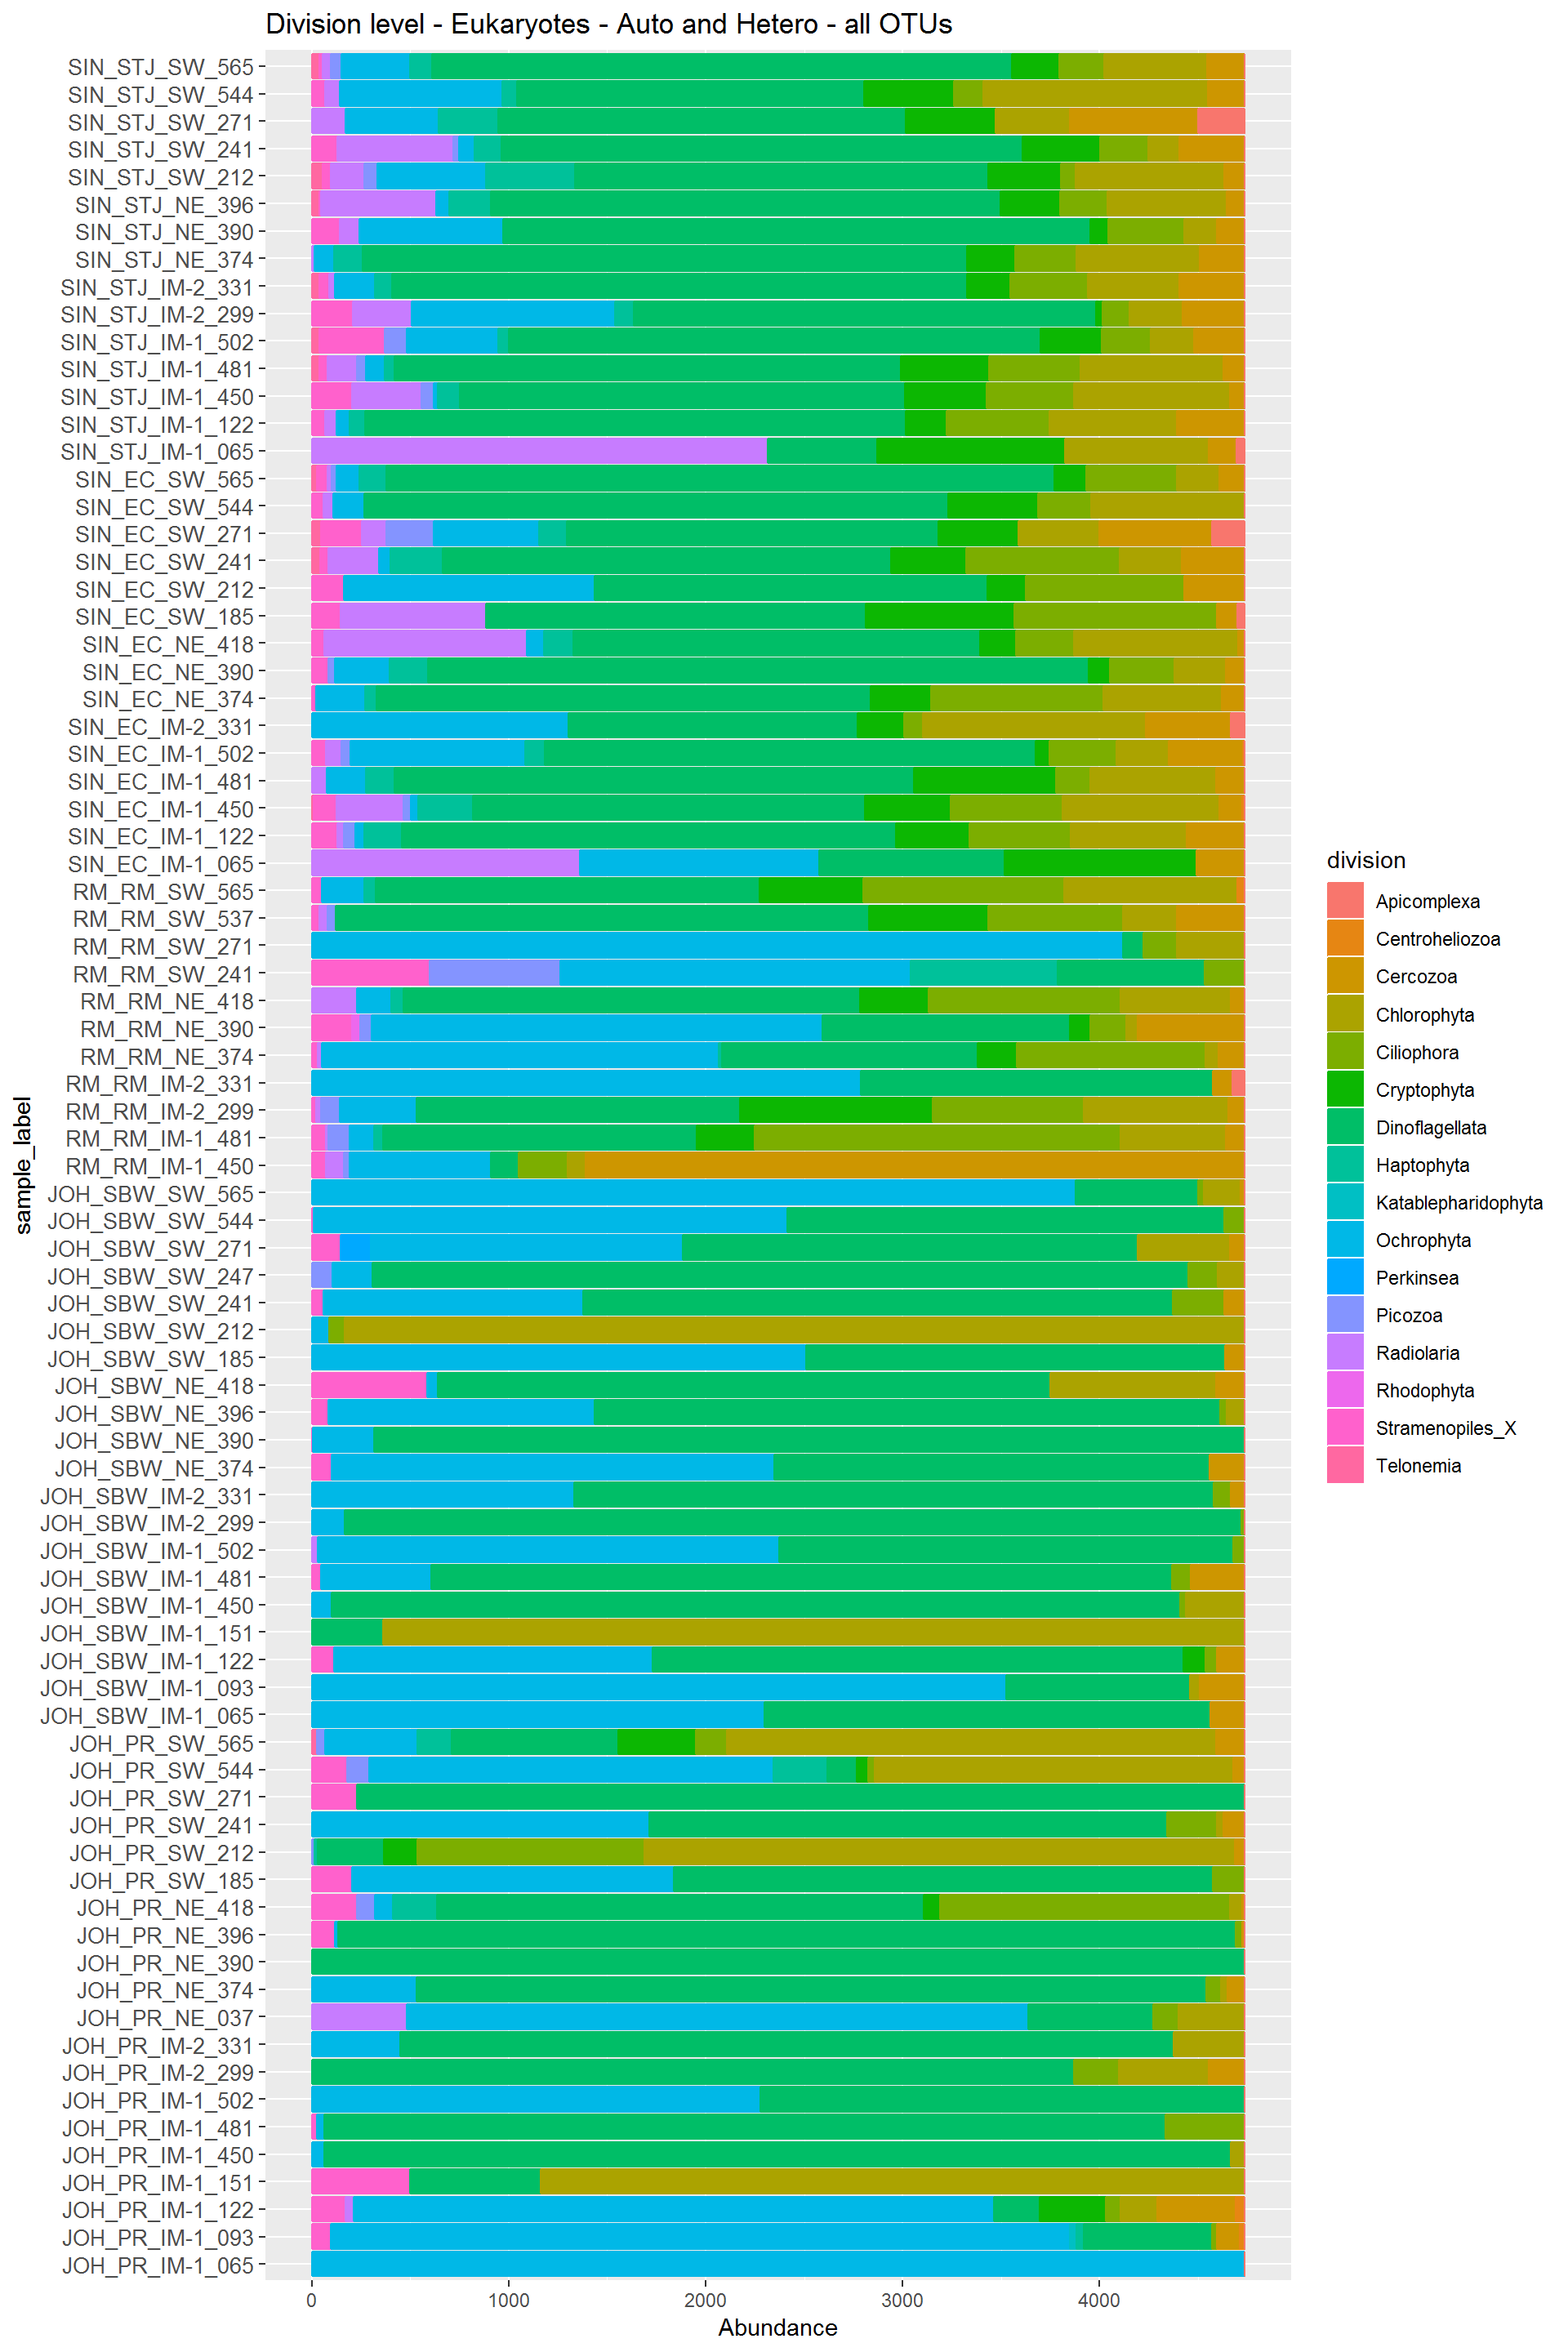 Division level - Eukaryotes - Auto and Hetero - all OTUs
SIN_STJ_SW_565
SIN_STJ_SW_544
SIN_STJ_SW_271
SIN_STJ_SW_241
SIN_STJ_SW_212
SIN_STJ_NE_396
SIN_STJ_NE_390
SIN_STJ_NE_374
SIN_STJ_IM-2_331
SIN_STJ_IM-2_299
SIN_STJ_IM-1_502
SIN_STJ_IM-1_481
SIN_STJ_IM-1_450
SIN_STJ_IM-1_122
SIN_STJ_IM-1_065
SIN_EC_SW_565
SIN_EC_SW_544
SIN_EC_SW_271
SIN_EC_SW_241
SIN_EC_SW_212
SIN_EC_SW_185
SIN_EC_NE_418
SIN_EC_NE_390
SIN_EC_NE_374
SIN_EC_IM-2_331
SIN_EC_IM-1_502
SIN_EC_IM-1_481
SIN_EC_IM-1_450
SIN_EC_IM-1_122
SIN_EC_IM-1_065
RM_RM_SW_565
RM_RM_SW_537
RM_RM_SW_271
RM_RM_SW_241
RM_RM_NE_418
RM_RM_NE_390
RM_RM_NE_374
RM_RM_IM-2_331
RM_RM_IM-2_299
RM_RM_IM-1_481
RM_RM_IM-1_450
JOH_SBW_SW_565
JOH_SBW_SW_544
JOH_SBW_SW_271
JOH_SBW_SW_247
JOH_SBW_SW_241
JOH_SBW_SW_212
JOH_SBW_SW_185
JOH_SBW_NE_418
JOH_SBW_NE_396
JOH_SBW_NE_390
JOH_SBW_NE_374
JOH_SBW_IM-2_331
JOH_SBW_IM-2_299
JOH_SBW_IM-1_502
JOH_SBW_IM-1_481
JOH_SBW_IM-1_450
JOH_SBW_IM-1_151
JOH_SBW_IM-1_122
JOH_SBW_IM-1_093
JOH_SBW_IM-1_065
JOH_PR_SW_565
JOH_PR_SW_544
JOH_PR_SW_271
JOH_PR_SW_241
JOH_PR_SW_212
JOH_PR_SW_185
JOH_PR_NE_418
JOH_PR_NE_396
JOH_PR_NE_390
JOH_PR_NE_374
JOH_PR_NE_037
JOH_PR_IM-2_331
JOH_PR_IM-2_299
JOH_PR_IM-1_502
JOH_PR_IM-1_481
JOH_PR_IM-1_450
JOH_PR_IM-1_151
JOH_PR_IM-1_122
JOH_PR_IM-1_093
JOH_PR_IM-1_065
sample_label
0 1000 2000 3000 4000
Abundance
division
Apicomplexa
Centroheliozoa
Cercozoa
Chlorophyta
Ciliophora
Cryptophyta
Dinoflagellata
Haptophyta
Katablepharidophyta
Ochrophyta
Perkinsea
Picozoa
Radiolaria
Rhodophyta
Stramenopiles_X
Telonemia